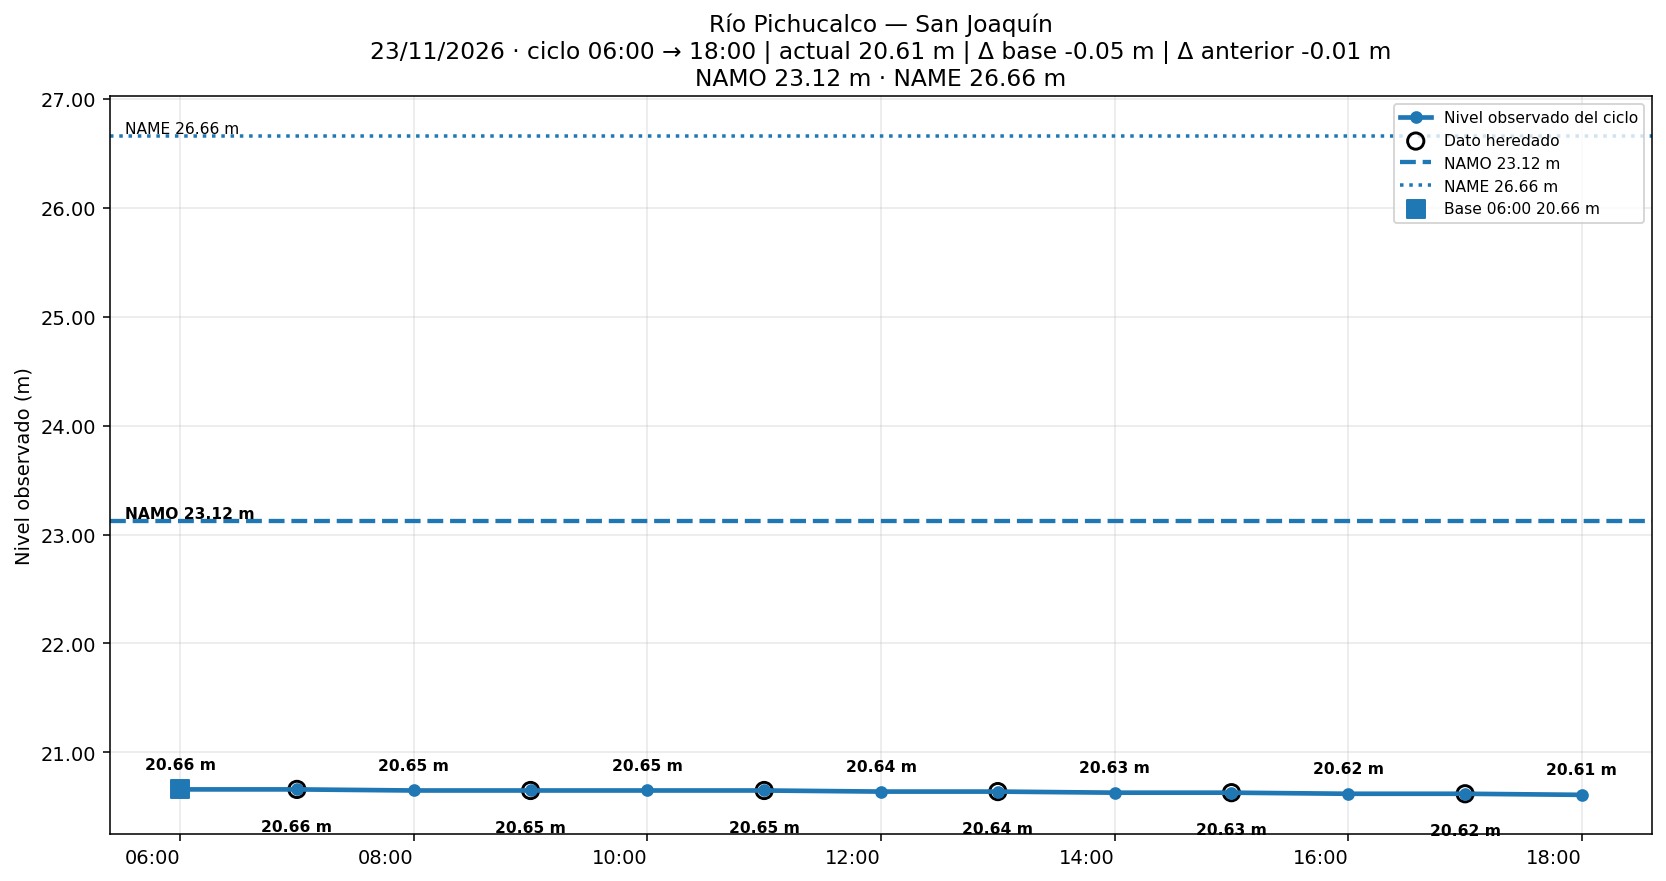 Río Pichucalco — San Joaquín
23/11/2026 · ciclo 06:00 → 18:00 | actual 20.61 m | Δ base -0.05 m | Δ anterior -0.01 m
NAMO 23.12 m · NAME 26.66 m
Nivel observado (m)
27.00
26.00
25.00
24.00
23.00
22.00
21.00
NAME 26.66 m
NAMO 23.12 m
Nivel observado del ciclo
Dato heredado
NAMO 23.12 m
NAME 26.66 m
Base 06:00 20.66 m
20.66 m 20.65 m 20.65 m 20.64 m 20.63 m 20.62 m 20.61 m
20.66 m 20.65 m 20.65 m 20.64 m 20.63 m 20.62 m
06:00 08:00 10:00 12:00 14:00 16:00 18:00